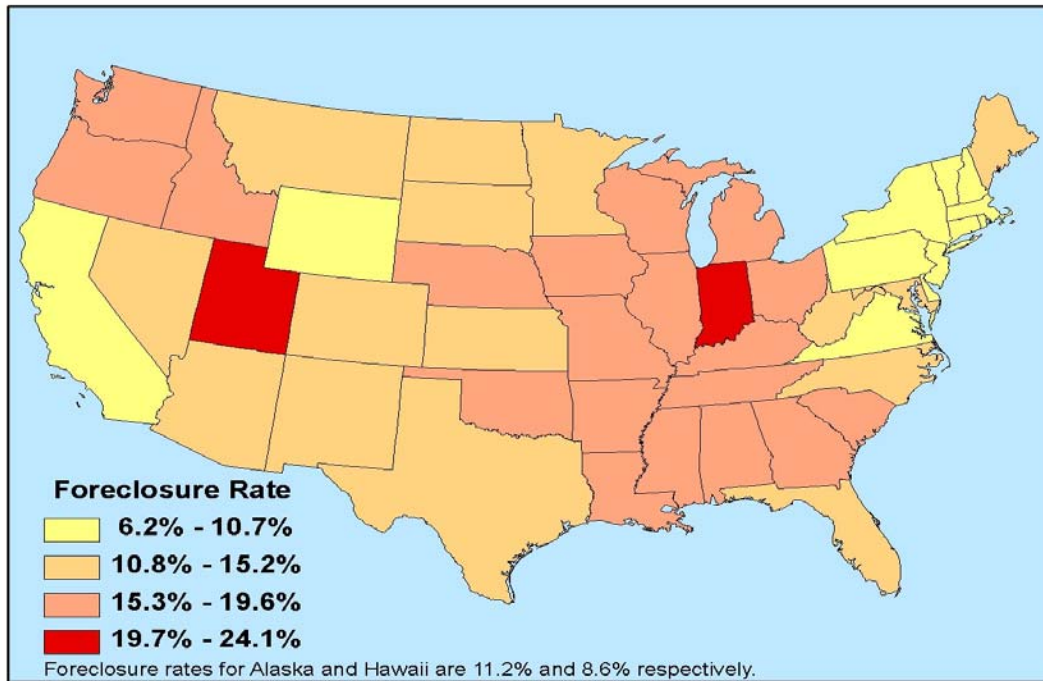 Foreclosure Rate
6.2% - 10.7%
10.8% - 15.2%
15.3% - 19.6%
19.7% - 24.1%
Foreclosure rates for Alaska and Hawaii are 11.2% and 8.6% respectively.